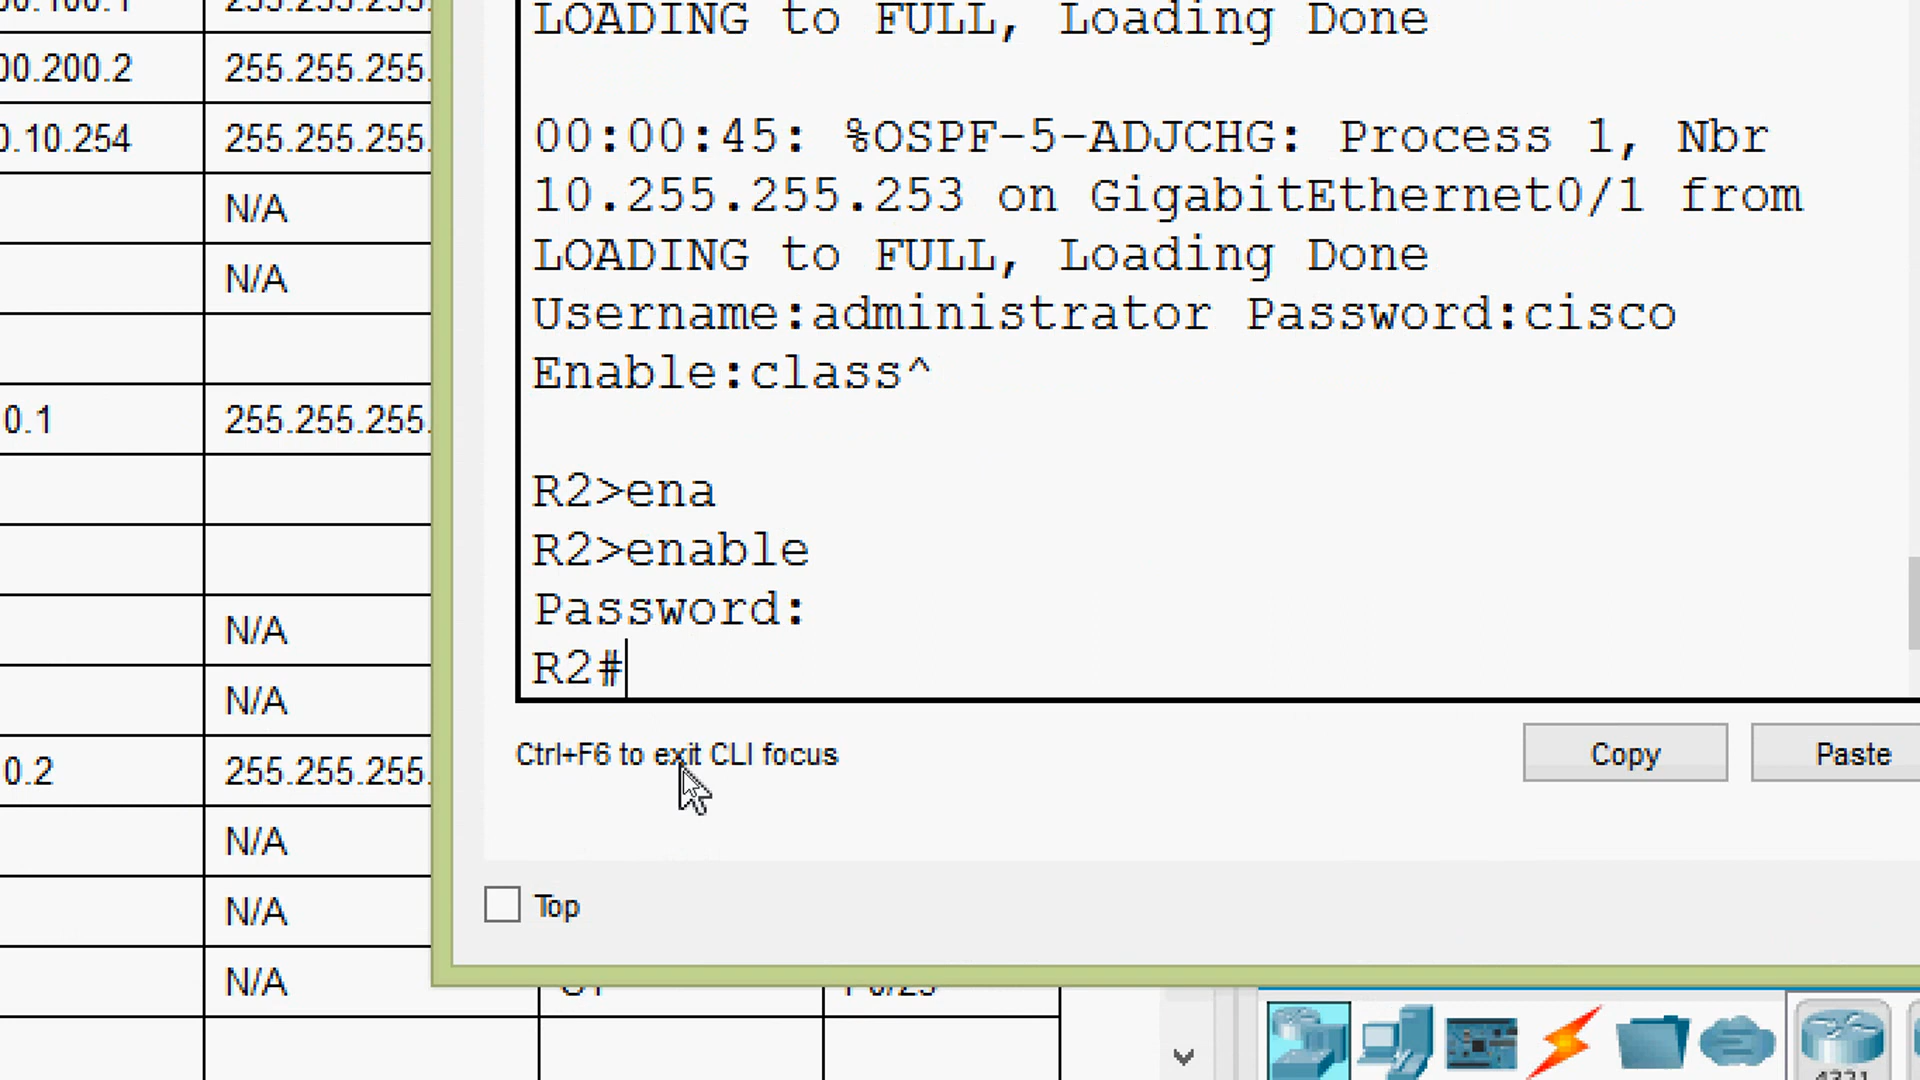 00.200.2 255.255.255.
0.10.254 255.255.255.
N/A
N/A
0.1 255.255.255.
N/A
N/A
0.2 255.255.255.
N/A
N/A
N/A
LOADING to FULL, Loading Done
00:00:45: %OSPF-5-ADJCHG: Process 1, Nbr
10.255.255.253 on GigabitEthernet0/1 from
LOADING to FULL, Loading Done
Username:administrator Password:cisco
Enable:class^
R2>ena
R2>enable
Password:
R2#
Ctrl+F6 to exit CLI focus
Copy
Paste
Top